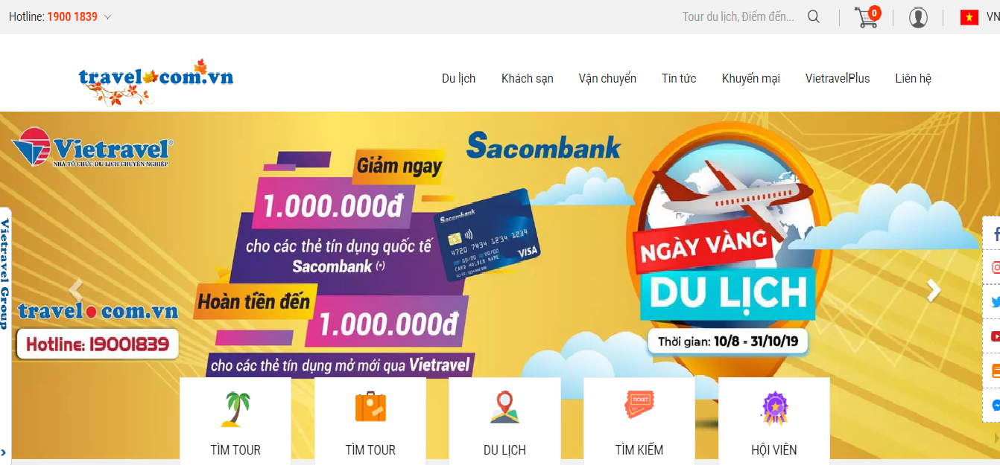 Hotline: 1900 1839
Tour du lịch, Điểm đến...
0
VN
travel.com.vn
Du lịch
Khách sạn
Vận chuyển
Tin tức
Khuyến mại
VietravelPlus
Liên hệ
Vietravel®
NHÀ TỔ CHỨC DU LỊCH CHUYÊN NGHIỆP
Sacombank
Giảm ngay
1.000.000đ
cho các thẻ tín dụng quốc tế
Sacombank (*)
Hoàn tiền đến
1.000.000đ
cho các thẻ tín dụng mở mới qua Vietravel
Sacombank
4720 7434 1234 1234
00/00 00/00
CARD HOLDER NAME
VISA
NGÀY VÀNG
DU LỊCH
Thời gian: 10/8 - 31/10/19
Vietravel Group
travel.com.vn
Hotline: 19001839
TÌM TOUR
TÌM TOUR
DU LỊCH
TICKET
TÌM KIẾM
HỘI VIÊN